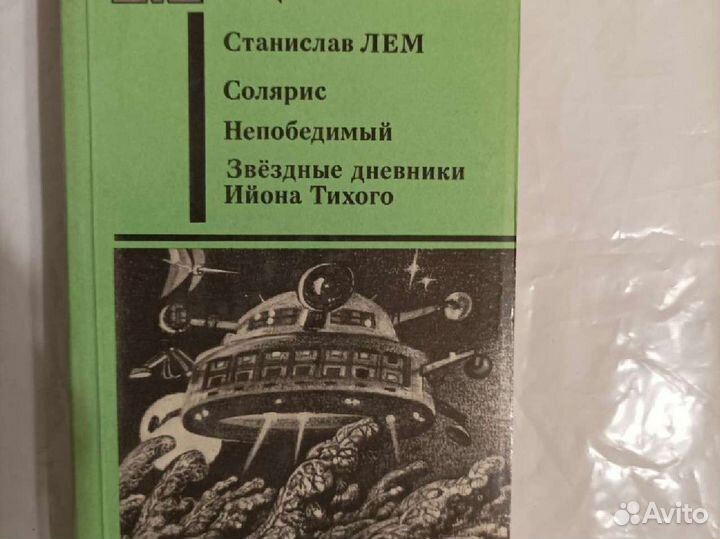 Станислав ЛЕМ
Солярис
Непобедимый
Звёздные дневники
Ийона Тихого
Avito